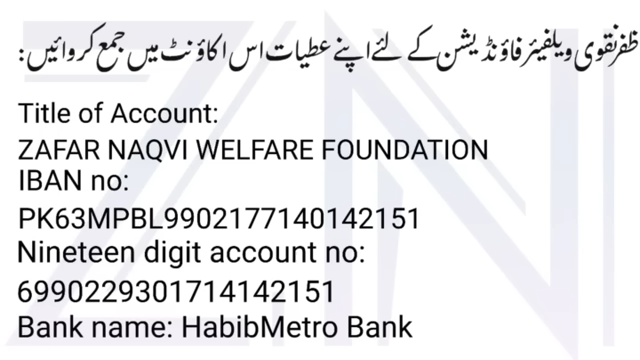 ظفر نقوی ویلفیئر فاؤنڈیشن کے لئے اپنے عطیات اس اکاؤنٹ میں جمع کروائیں:
Title of Account:
ZAFAR NAQVI WELFARE FOUNDATION
IBAN no:
PK63MPBL9902177140142151
Nineteen digit account no:
6990229301714142151
Bank name: HabibMetro Bank